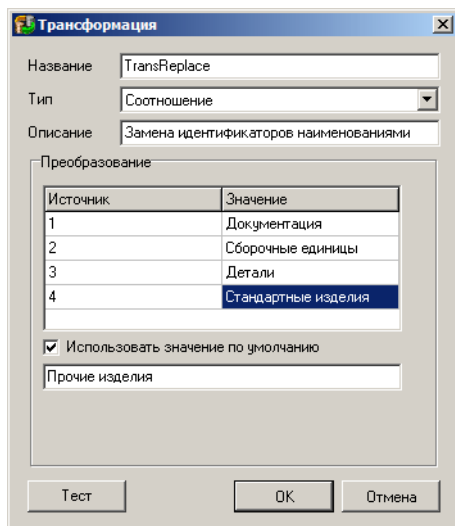 Трансформация
Название TransReplace
Тип Соотношение
Описание Замена идентификаторов наименованиями
Преобразование
Источник Значение
1 Документация
2 Сборочные единицы
3 Детали
4 Стандартные изделия
Использовать значение по умолчанию
Прочие изделия
Тест ОК Отмена